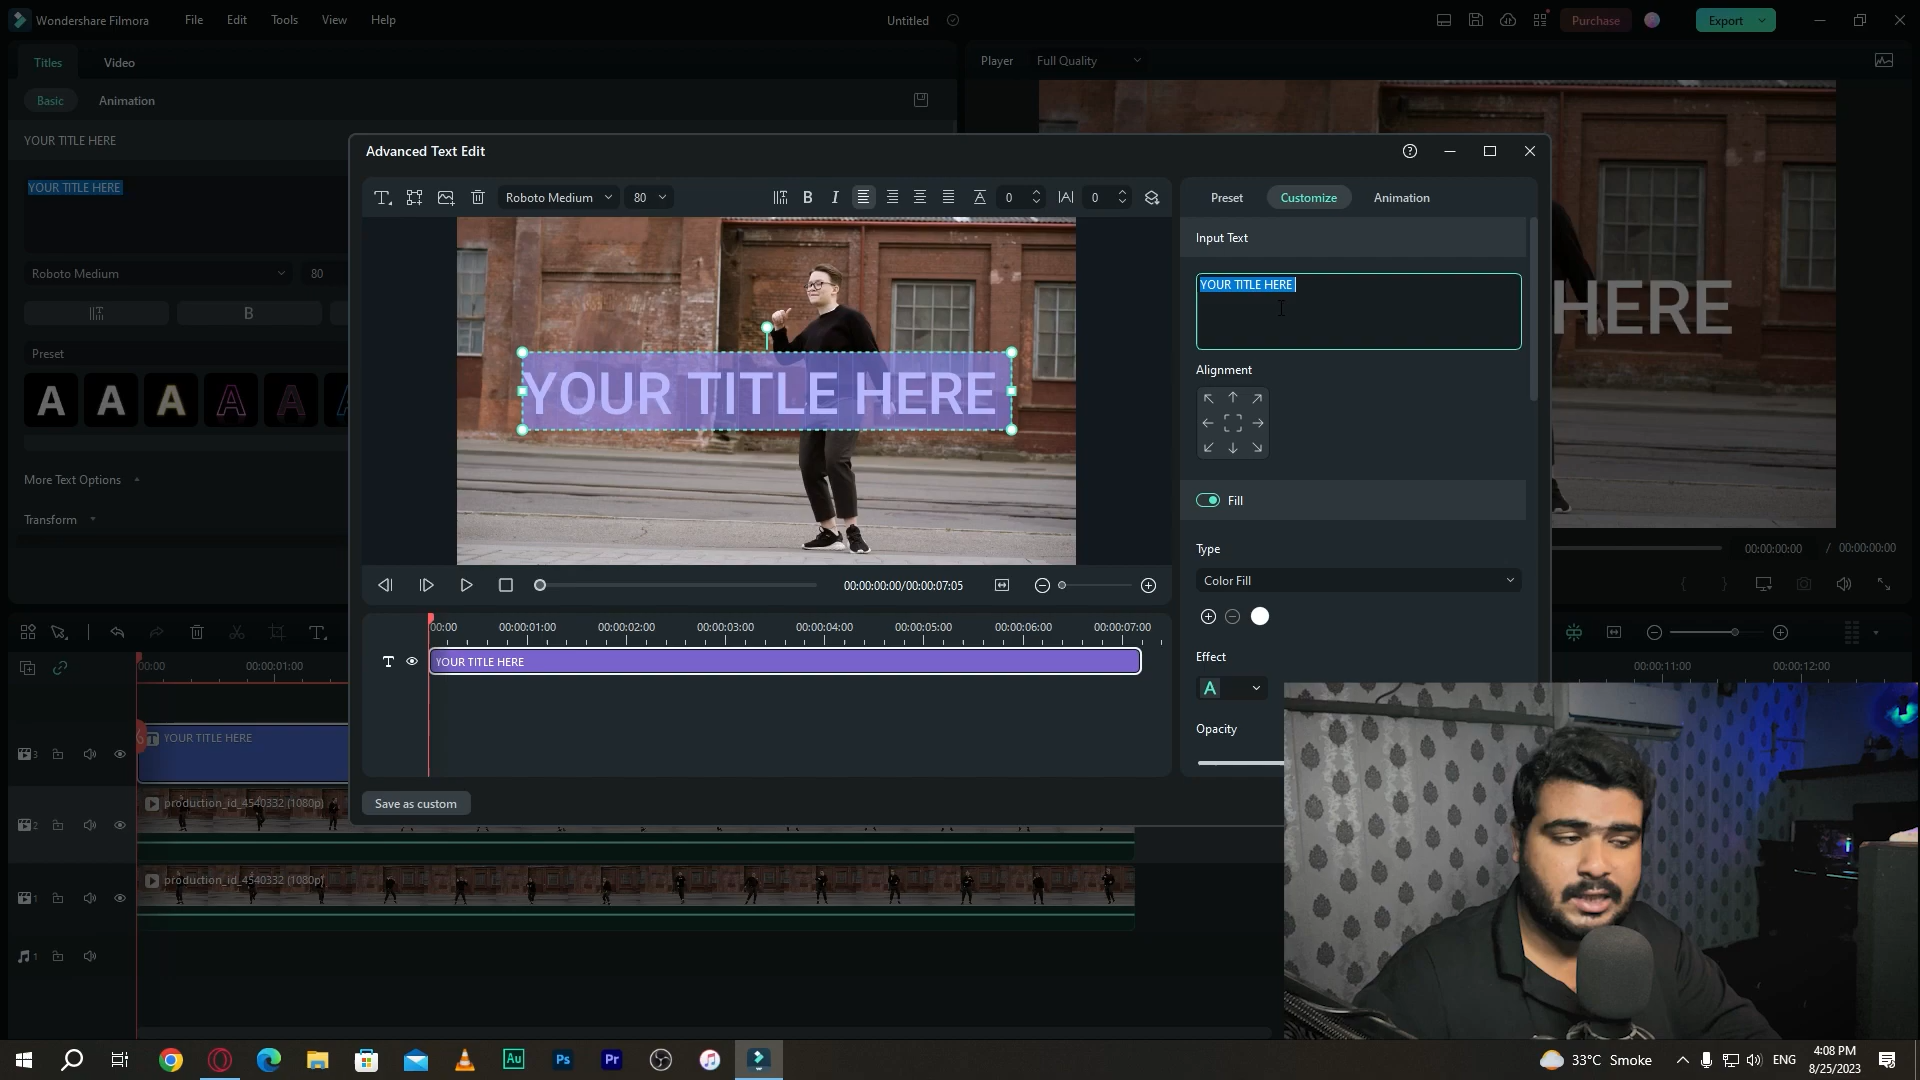 Wondershare Filmora
File
Edit
Tools
View
Help
Untitled
Purchase
Export
Titles
Video
Player
Full Quality
Basic
Animation
YOUR TITLE HERE
YOUR TITLE HERE
Roboto Medium
80
B
Preset
A A A A A
More Text Options
Transform
Advanced Text Edit
Roboto Medium
80
B
I
0
0
Preset
Customize
Animation
Input Text
YOUR TITLE HERE
YOUR TITLE HERE
HERE
Alignment
Fill
Type
Color Fill
Effect
A
Opacity
00:00:00:00/00:00:07:05
00:00:00:00 / 00:00:00:00
00:00
00:00:01:00
00:00:02:00
00:00:03:00
00:00:04:00
00:00:05:00
00:00:06:00
00:00:07:00
T
YOUR TITLE HERE
Save as custom
00:00
00:00:01:00
00:00:11:00
00:00:12:00
3
YOUR TITLE HERE
2
production_id_4540332 (1080p)
1
production_id_4540332 (1080p)
1
Au
Ps
Pr
33°C Smoke
ENG
4:08 PM
8/25/2023